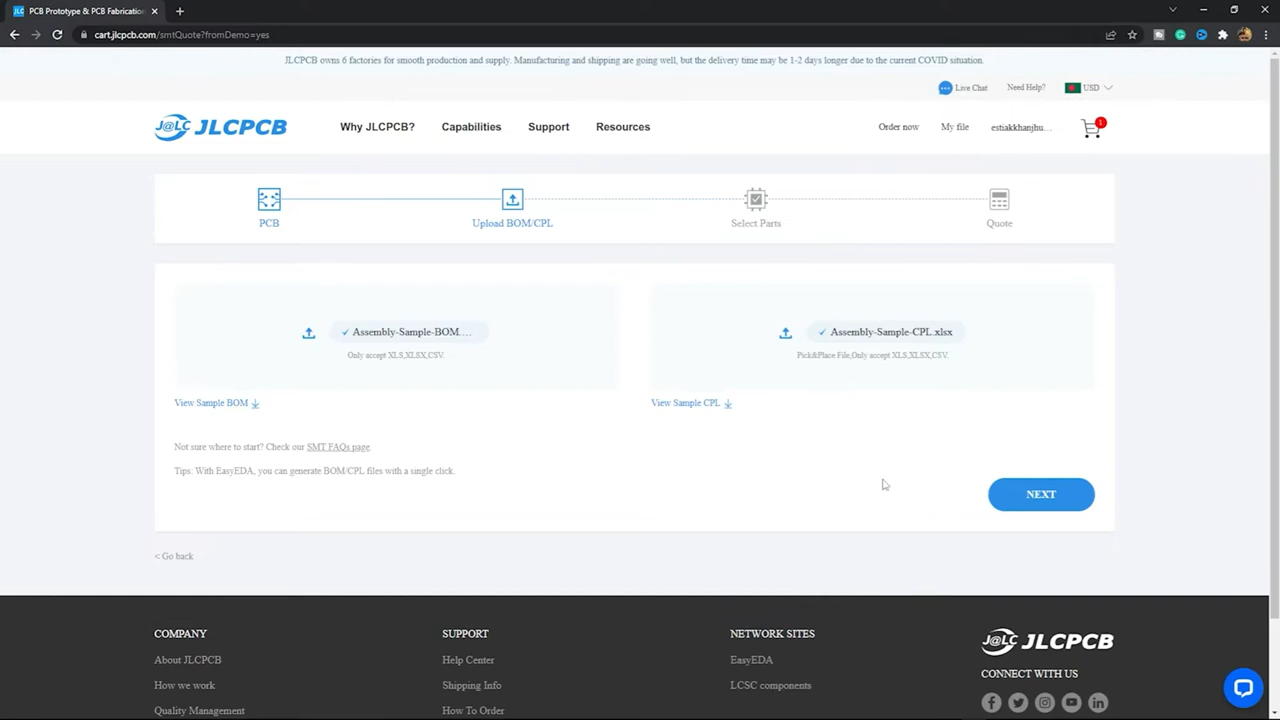 PCB Prototype & PCB Fabrication
cart.jlcpcb.com/smtQuote?fromDemo=yes
JLCPCB owns 6 factories for smooth production and supply. Manufacturing and shipping are going well, but the delivery time may be 1-2 days longer due to the current COVID situation.
Live Chat Need Help? USD
J@LC JLCPCB Why JLCPCB? Capabilities Support Resources Order now My file estiakkhanjhu... 1
PCB Upload BOM/CPL Select Parts Quote
Assembly-Sample-BOM.... Assembly-Sample-CPL.xlsx
Only accept XLS,XLSX,CSV. Pick&Place File,Only accept XLS,XLSX,CSV.
View Sample BOM View Sample CPL
Not sure where to start? Check our SMT FAQs page
Tips: With EasyEDA, you can generate BOM/CPL files with a single click.
NEXT
< Go back
COMPANY SUPPORT NETWORK SITES J@LC JLCPCB
About JLCPCB Help Center EasyEDA CONNECT WITH US
How we work Shipping Info LCSC components
Quality Management How To Order